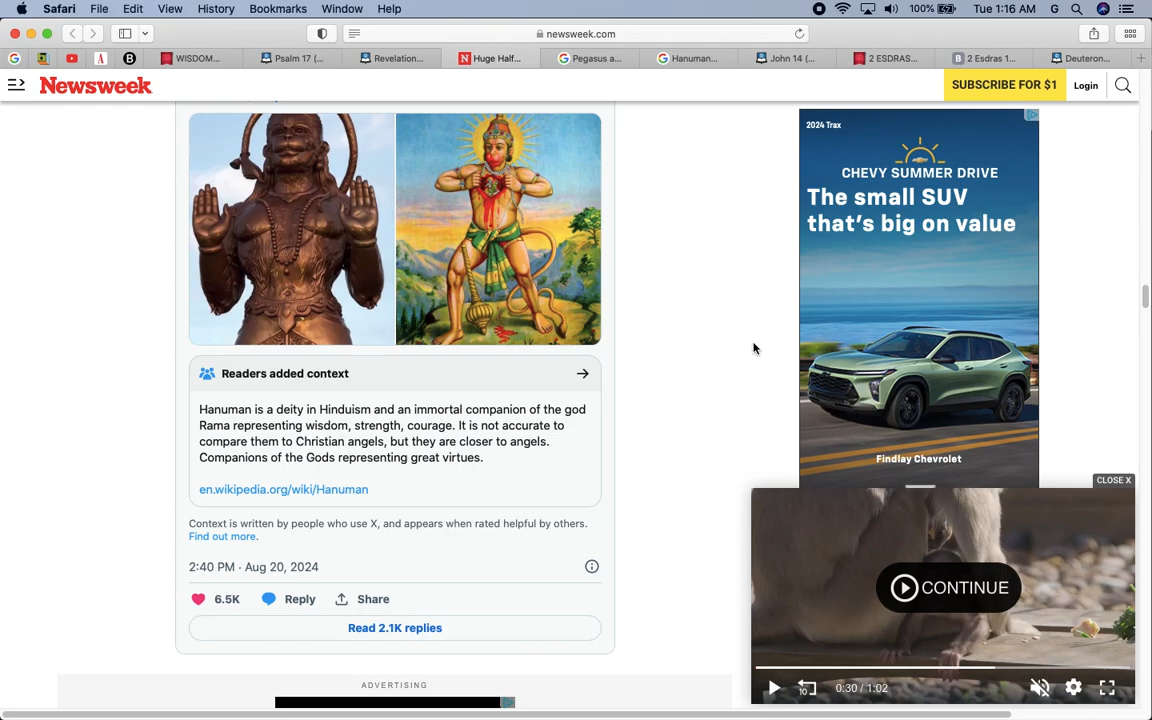 Safari File Edit View History Bookmarks Window Help 100% Tue 1:16 AM G
newsweek.com
WISDOM... Psalm 17 (... Revelation... Huge Half... Pegasus a... Hanuman... John 14 (... 2 ESDRAS... 2 Esdras 1... Deuteron...
Newsweek SUBSCRIBE FOR $1 Login
Readers added context
Hanuman is a deity in Hinduism and an immortal companion of the god
Rama representing wisdom, strength, courage. It is not accurate to
compare them to Christian angels, but they are closer to angels.
Companions of the Gods representing great virtues.
en.wikipedia.org/wiki/Hanuman
Context is written by people who use X, and appears when rated helpful by others.
Find out more.
2:40 PM · Aug 20, 2024
6.5K Reply Share
Read 2.1K replies
ADVERTISING
2024 Trax
CHEVY SUMMER DRIVE
The small SUV
that's big on value
Findlay Chevrolet
CLOSE X
CONTINUE
10 0:30 / 1:02